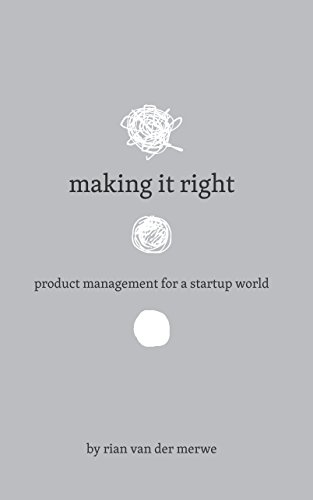 making it right
product management for a startup world
by rian van der merwe